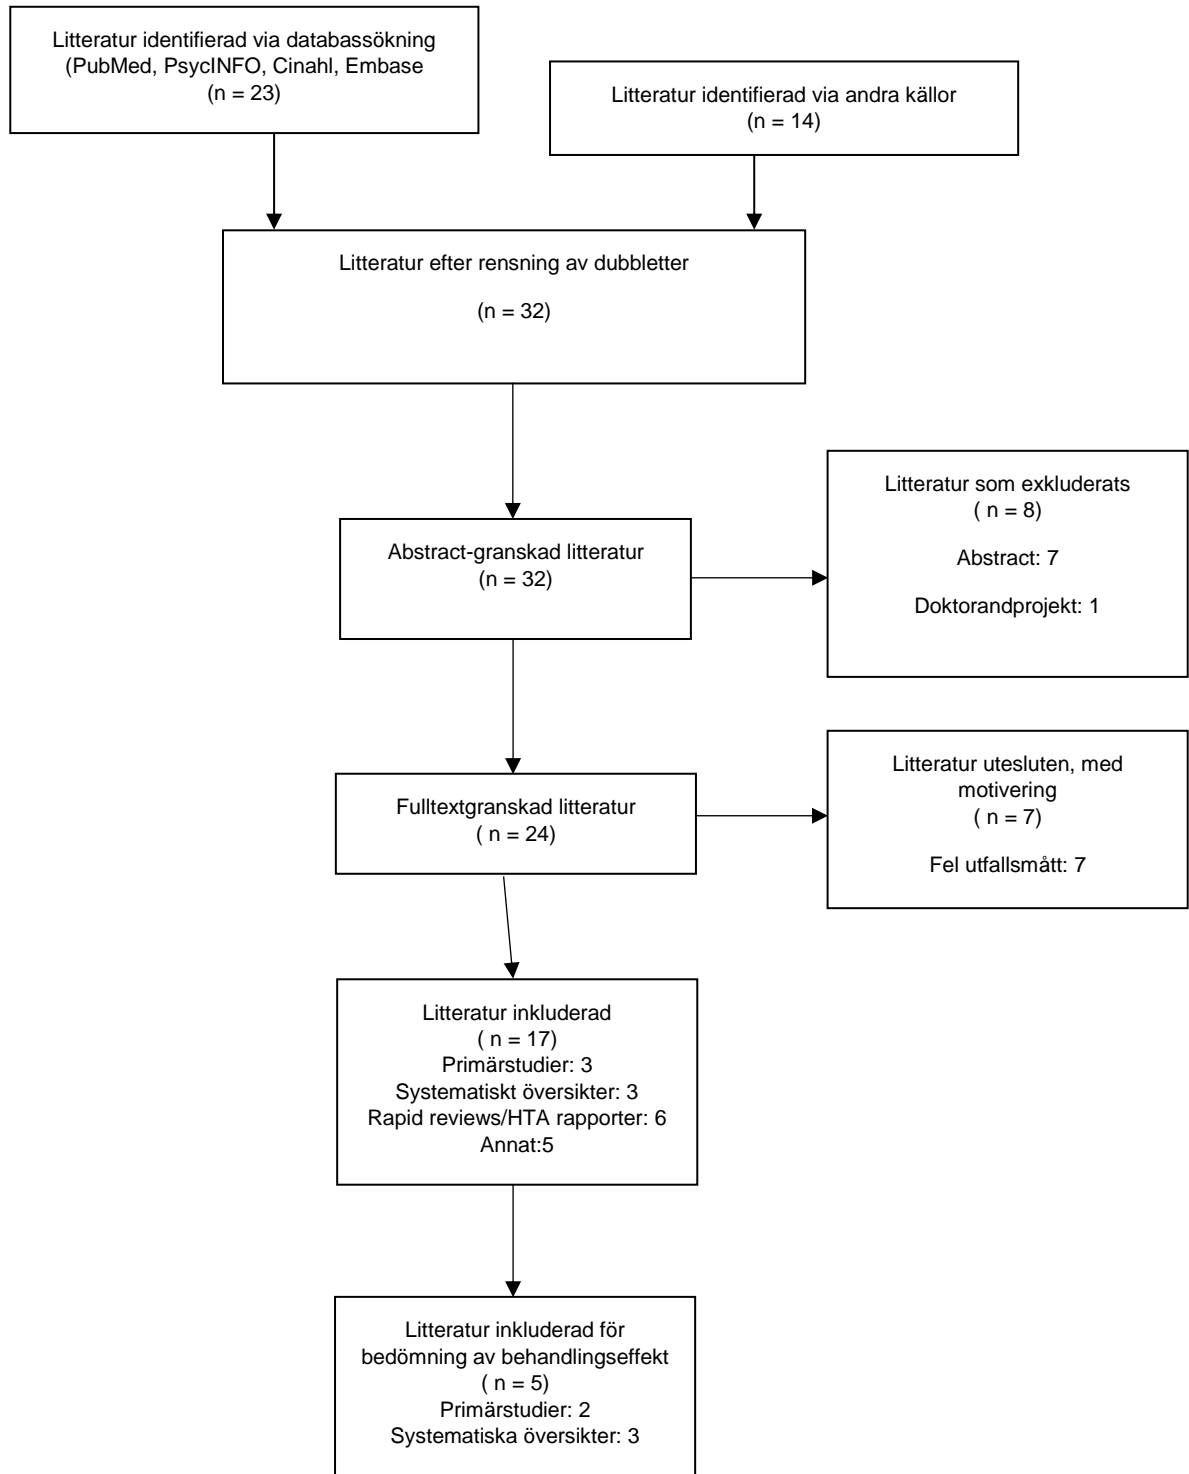 Litteratur identifierad via databassökning
(PubMed, PsycINFO, Cinahl, Embase
(n = 23)
Litteratur identifierad via andra källor
(n = 14)
Litteratur efter rensning av dubbletter
(n = 32)
Abstract-granskad litteratur
(n = 32)
Litteratur som exkluderats
( n = 8)
Abstract: 7
Doktorandprojekt: 1
Fulltextgranskad litteratur
( n = 24)
Litteratur utesluten, med
motivering
( n = 7)
Fel utfallsmått: 7
Litteratur inkluderad
( n = 17)
Primärstudier: 3
Systematiskt översikter: 3
Rapid reviews/HTA rapporter: 6
Annat:5
Litteratur inkluderad för
bedömning av behandlingseffekt
( n = 5)
Primärstudier: 2
Systematiska översikter: 3